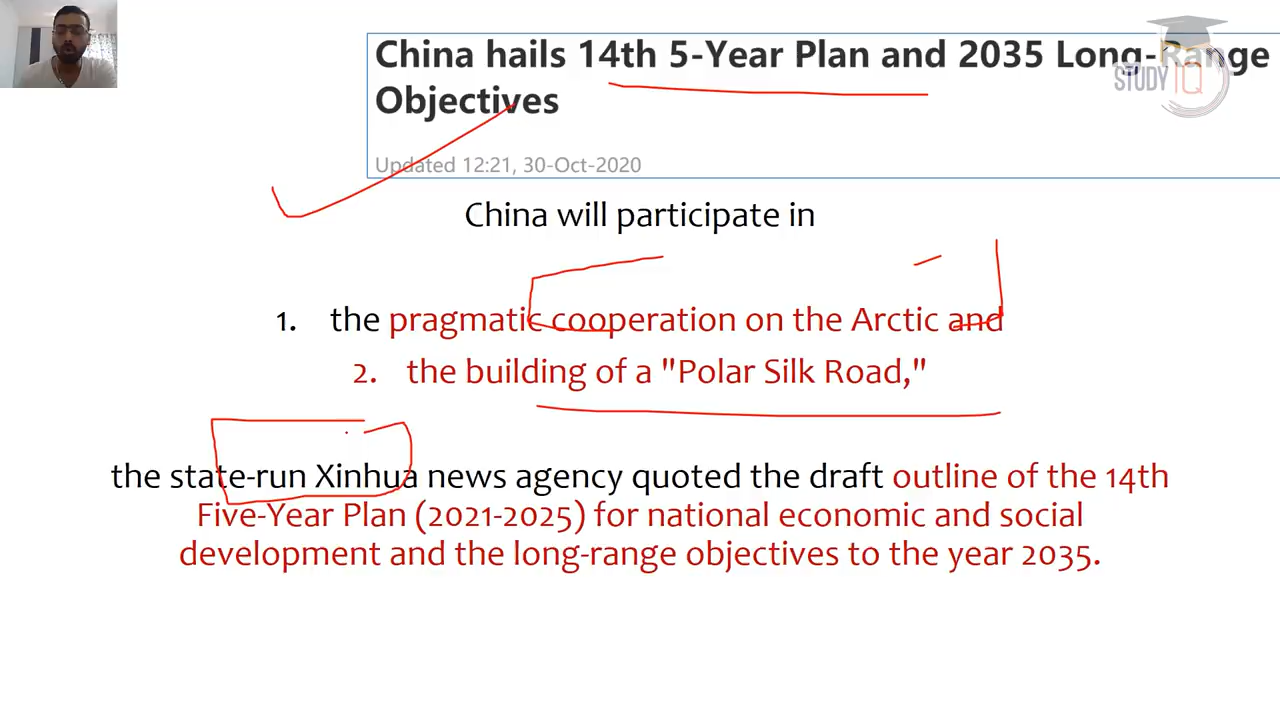 China hails 14th 5-Year Plan and 2035 Long-Range
Objectives
Updated 12:21, 30-Oct-2020
STUDY IQ
China will participate in
1. the pragmatic cooperation on the Arctic and
2. the building of a "Polar Silk Road,"
the state-run Xinhua news agency quoted the draft outline of the 14th
Five-Year Plan (2021-2025) for national economic and social
development and the long-range objectives to the year 2035.